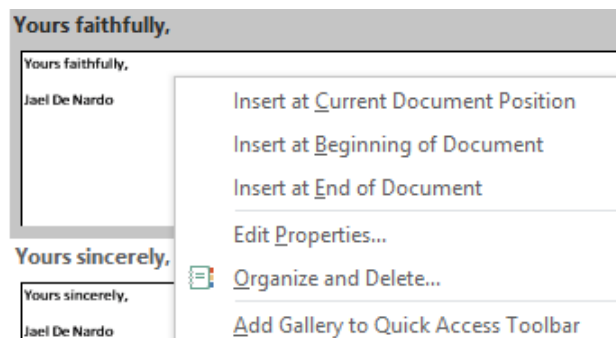 Yours faithfully,
Yours faithfully,
Jael De Nardo
Insert at Current Document Position
Insert at Beginning of Document
Insert at End of Document
Edit Properties...
Organize and Delete...
Add Gallery to Quick Access Toolbar
Yours sincerely,
Yours sincerely,
Jael De Nardo